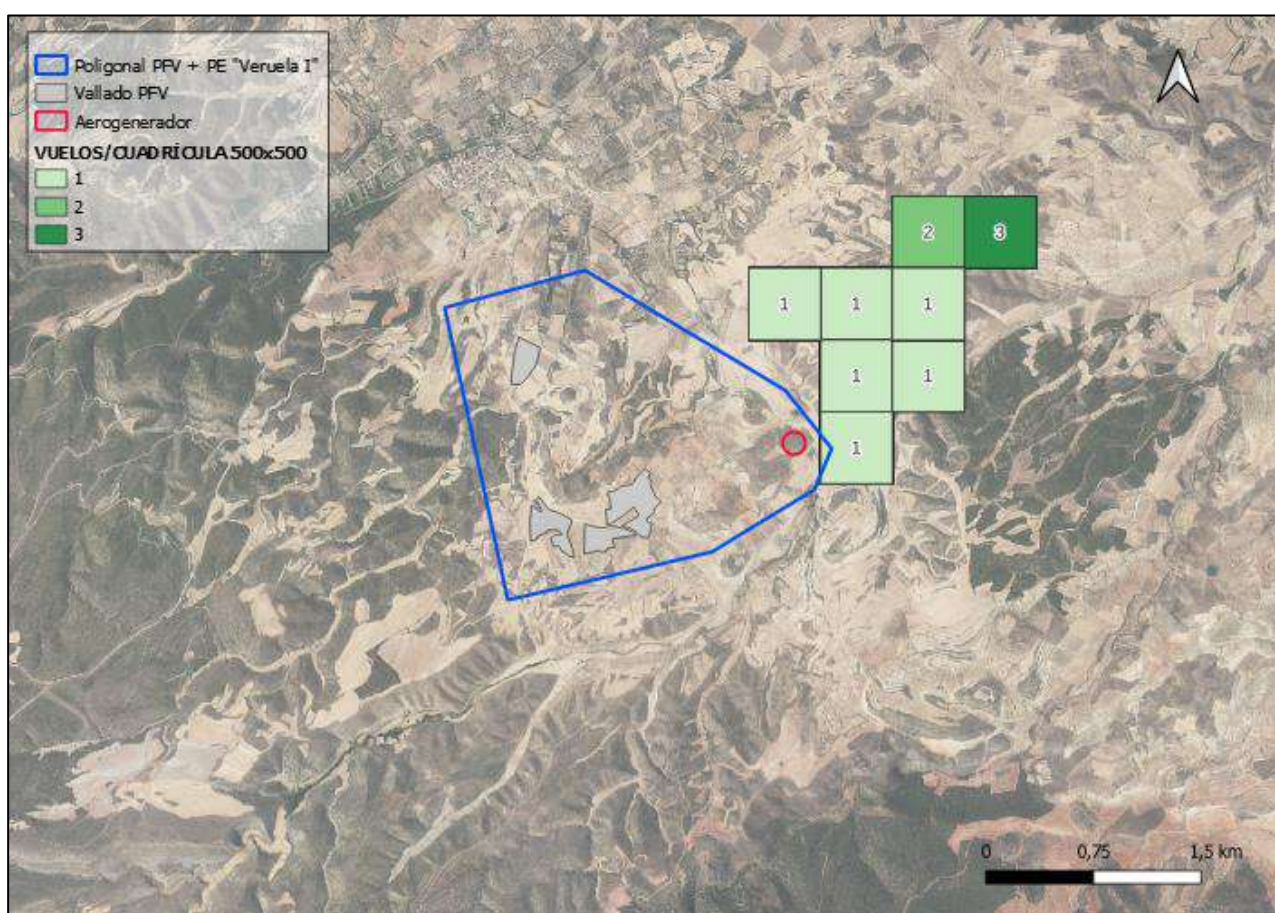 Poligonal PFV + PE "Veruela I"
Vallado PFV
Aerogenerador
VUELOS/CUADRÍCULA 500x500
1
2
3
2 3
1 1 1
1 1
1
0 0,75 1,5 km